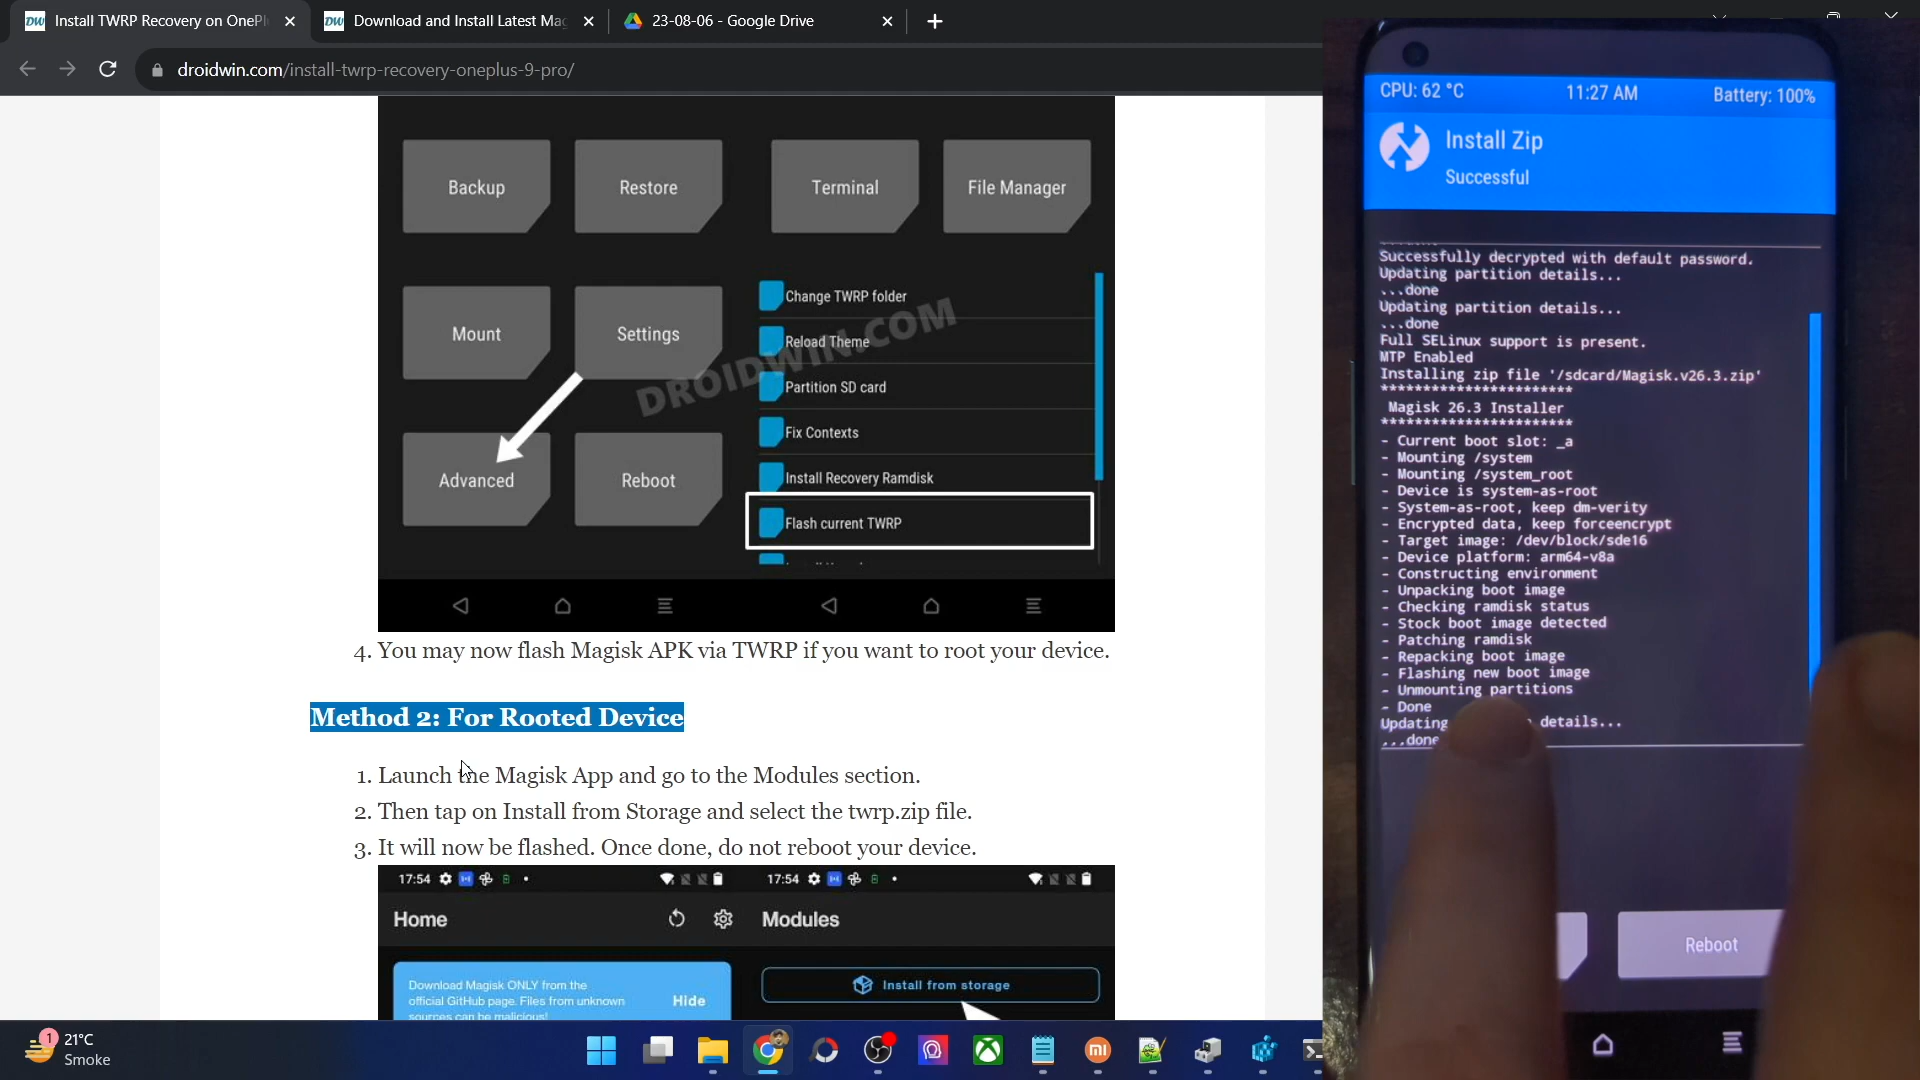 Install TWRP Recovery on OnePl
Download and Install Latest Mag
23-08-06 - Google Drive
droidwin.com/install-twrp-recovery-oneplus-9-pro/
Backup
Restore
Terminal
File Manager
Mount
Settings
Advanced
Reboot
Change TWRP folder
Reload Theme
Partition SD card
Fix Contexts
Install Recovery Ramdisk
Flash current TWRP
DROIDWIN.COM
4. You may now flash Magisk APK via TWRP if you want to root your device.
Method 2: For Rooted Device
1. Launch the Magisk App and go to the Modules section.
2. Then tap on Install from Storage and select the twrp.zip file.
3. It will now be flashed. Once done, do not reboot your device.
17:54
17:54
Home
Modules
Download Magisk ONLY from the
official GitHub page. Files from unknown
sources can be malicious!
Hide
Install from storage
1
21°C
Smoke
CPU: 62 °C
11:27 AM
Battery: 100%
Install Zip
Successful
Successfully decrypted with default password.
Updating partition details...
...done
Updating partition details...
...done
Full SELinux support is present.
MTP Enabled
Installing zip file '/sdcard/Magisk.v26.3.zip'
***********************
Magisk 26.3 Installer
***********************
- Current boot slot: _a
- Mounting /system
- Mounting /system_root
- Device is system-as-root
- System-as-root, keep dm-verity
- Encrypted data, keep forceencrypt
- Target image: /dev/block/sde16
- Device platform: arm64-v8a
- Constructing environment
- Unpacking boot image
- Checking ramdisk status
- Stock boot image detected
- Patching ramdisk
- Repacking boot image
- Flashing new boot image
- Unmounting partitions
- Done
Updating details...
...done
Reboot